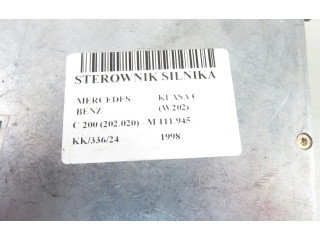 STEROWNIK SILNIKA
MERCEDES KLASA C
BENZ (W202)
C 200 (202.020) - M 111.945
KK/336/24 1998